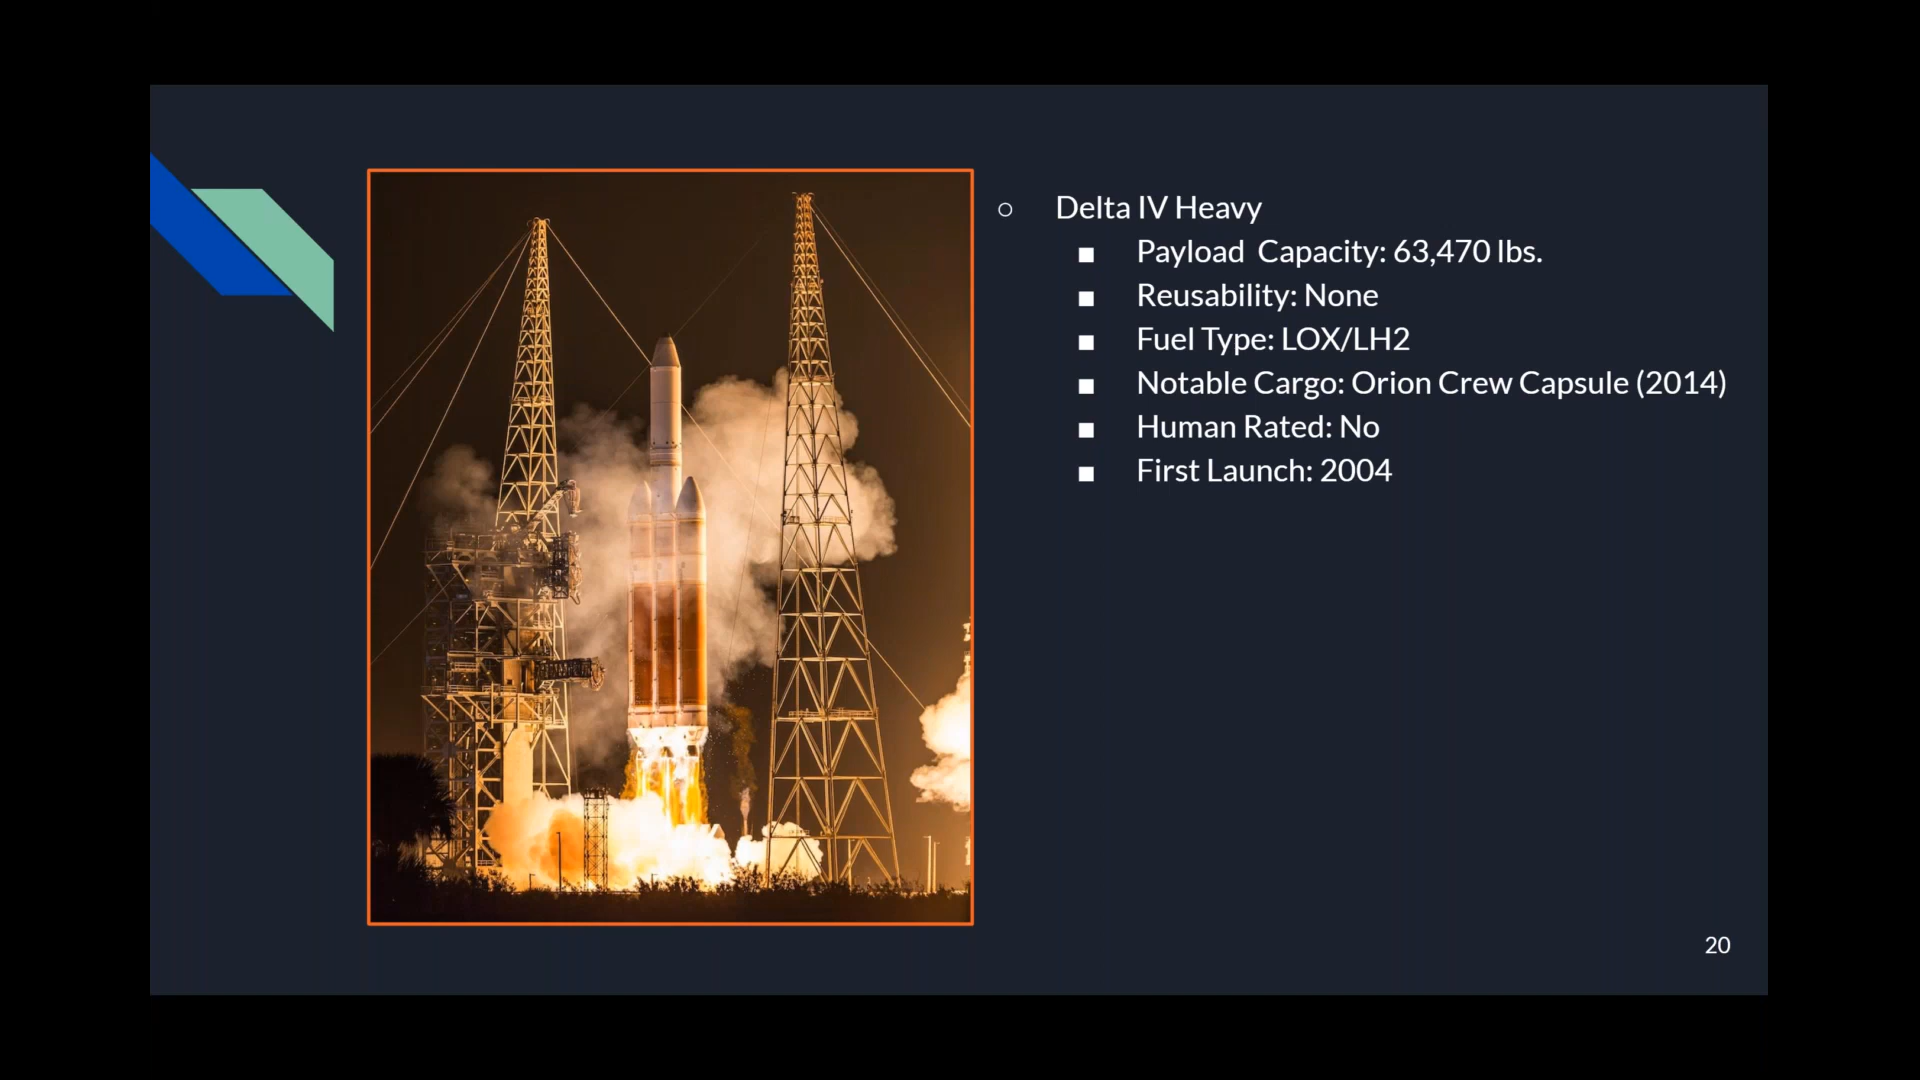 ○ Delta IV Heavy
■ Payload  Capacity: 63,470 lbs.
■ Reusability: None
■ Fuel Type: LOX/LH2
■ Notable Cargo: Orion Crew Capsule (2014)
■ Human Rated: No
■ First Launch: 2004
20